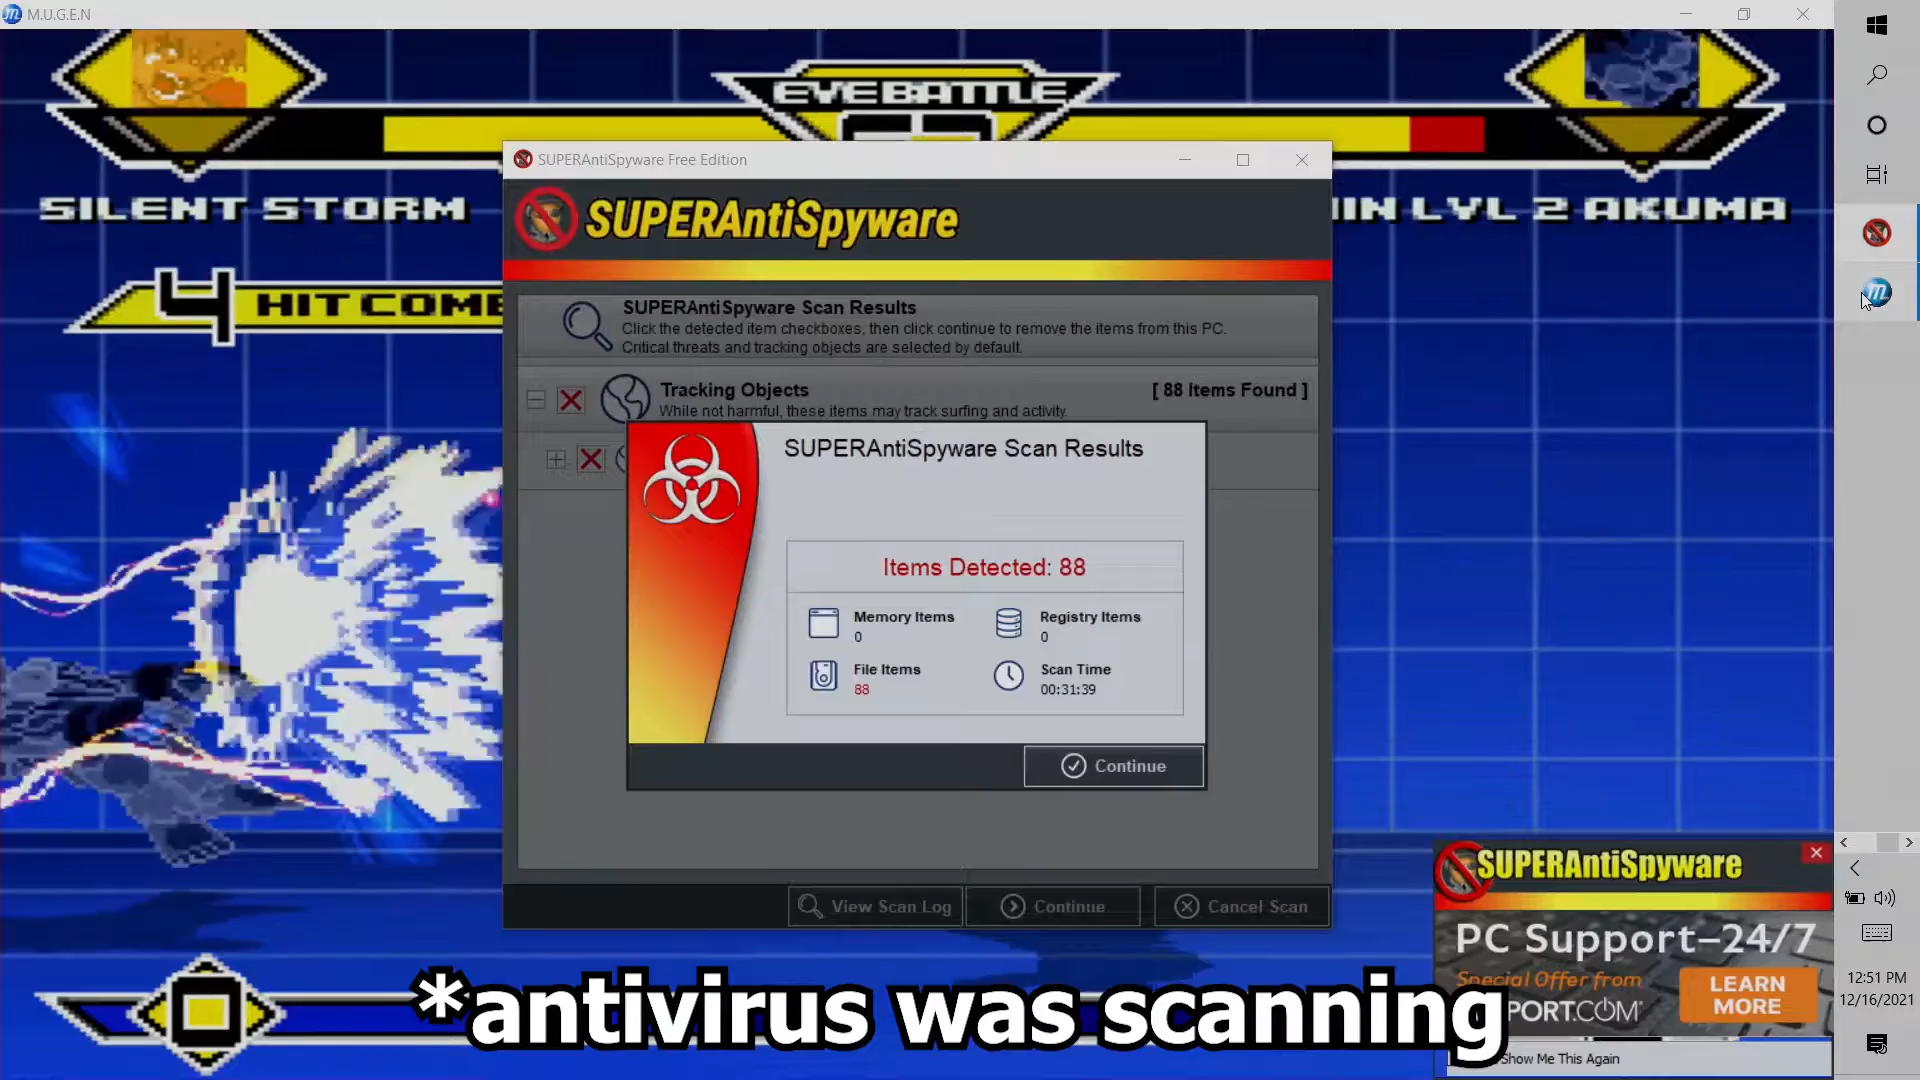 M.U.G.E.N
EVE BATTLE
SILENT STORM
IN LVL 2 AKUMA
4 HIT COMB
SUPERAntiSpyware Free Edition
SUPERAntiSpyware
SUPERAntiSpyware Scan Results
Click the detected item checkboxes, then click continue to remove the items from this PC.
Critical threats and tracking objects are selected by default.
Tracking Objects
[ 88 Items Found ]
While not harmful, these items may track surfing and activity.
SUPERAntiSpyware Scan Results
Items Detected: 88
Memory Items
0
Registry Items
0
File Items
88
Scan Time
00:31:39
Continue
View Scan Log
Continue
Cancel Scan
SUPERAntiSpyware
PC Support–24/7
Special Offer from
PORT.COM
LEARN
MORE
Show Me This Again
12:51 PM
12/16/2021
*antivirus was scanning